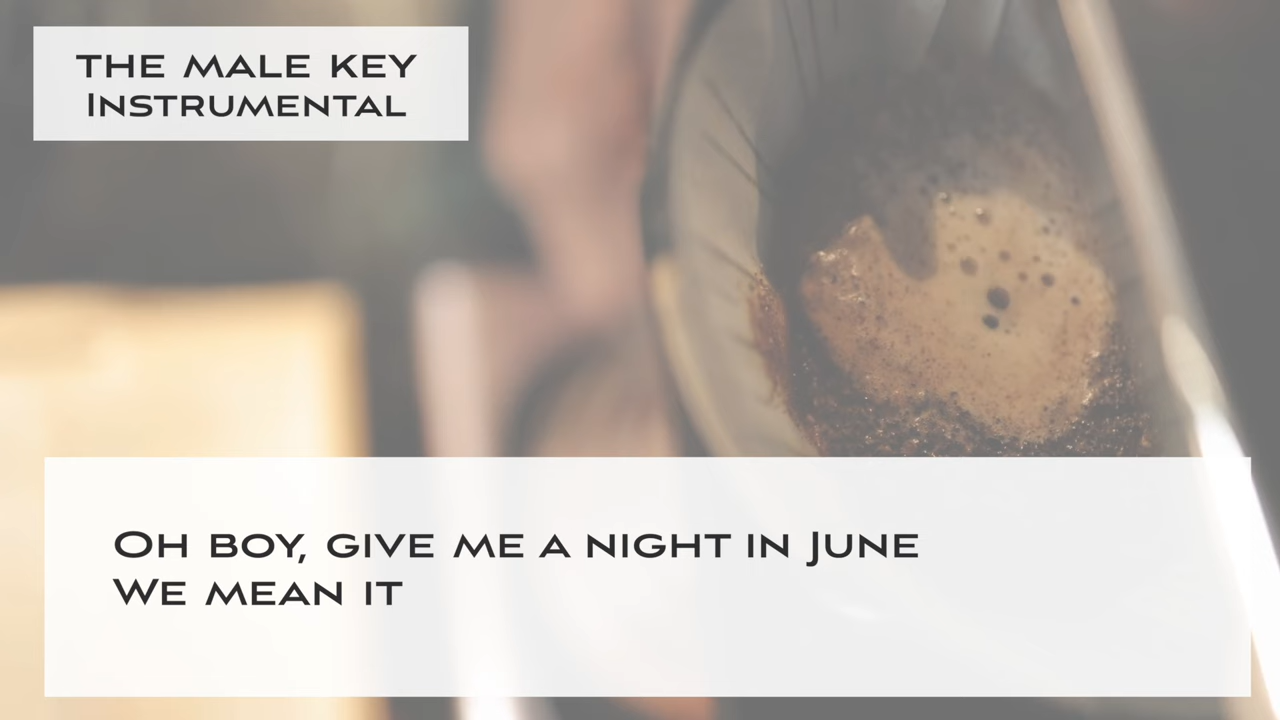 THE MALE KEY
INSTRUMENTAL
OH BOY, GIVE ME A NIGHT IN JUNE
WE MEAN IT